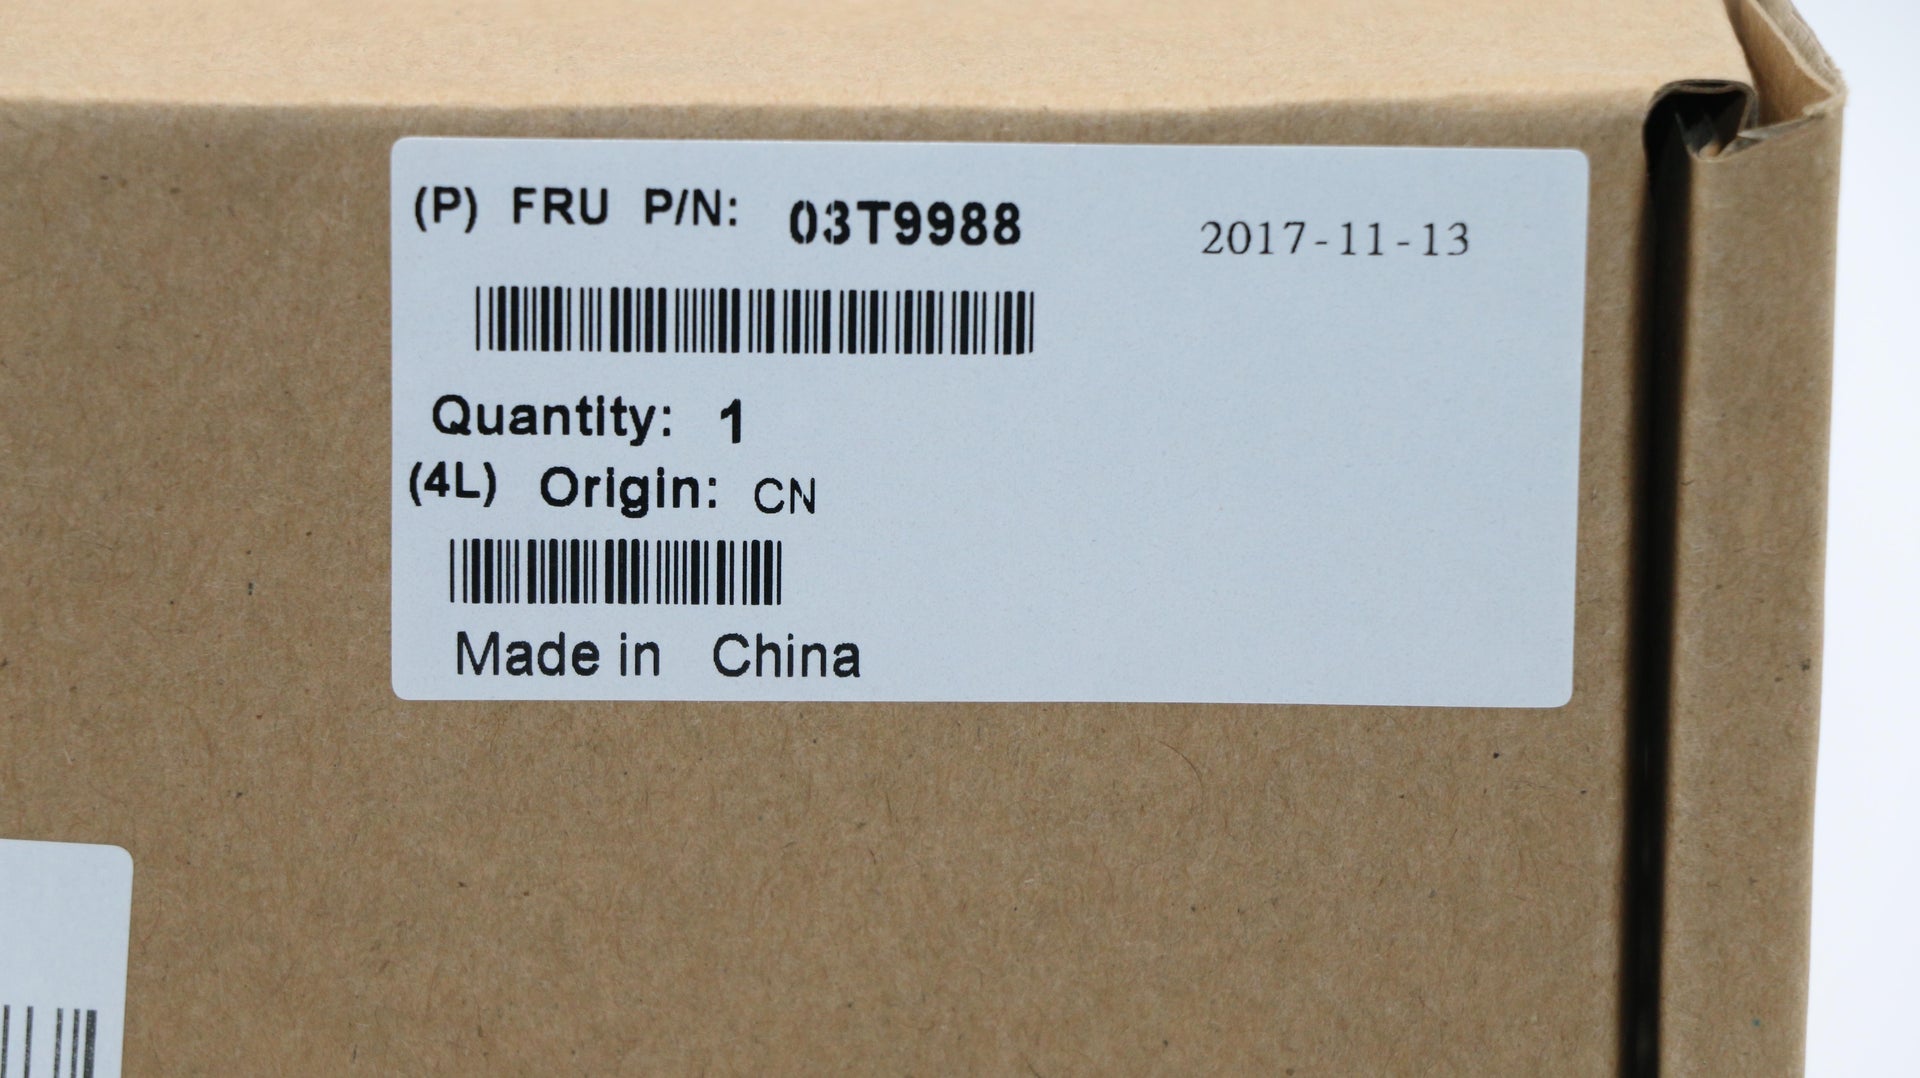 (P) FRU P/N: 03T9988 2017-11-13
Quantity: 1
(4L) Origin: CN
Made in China